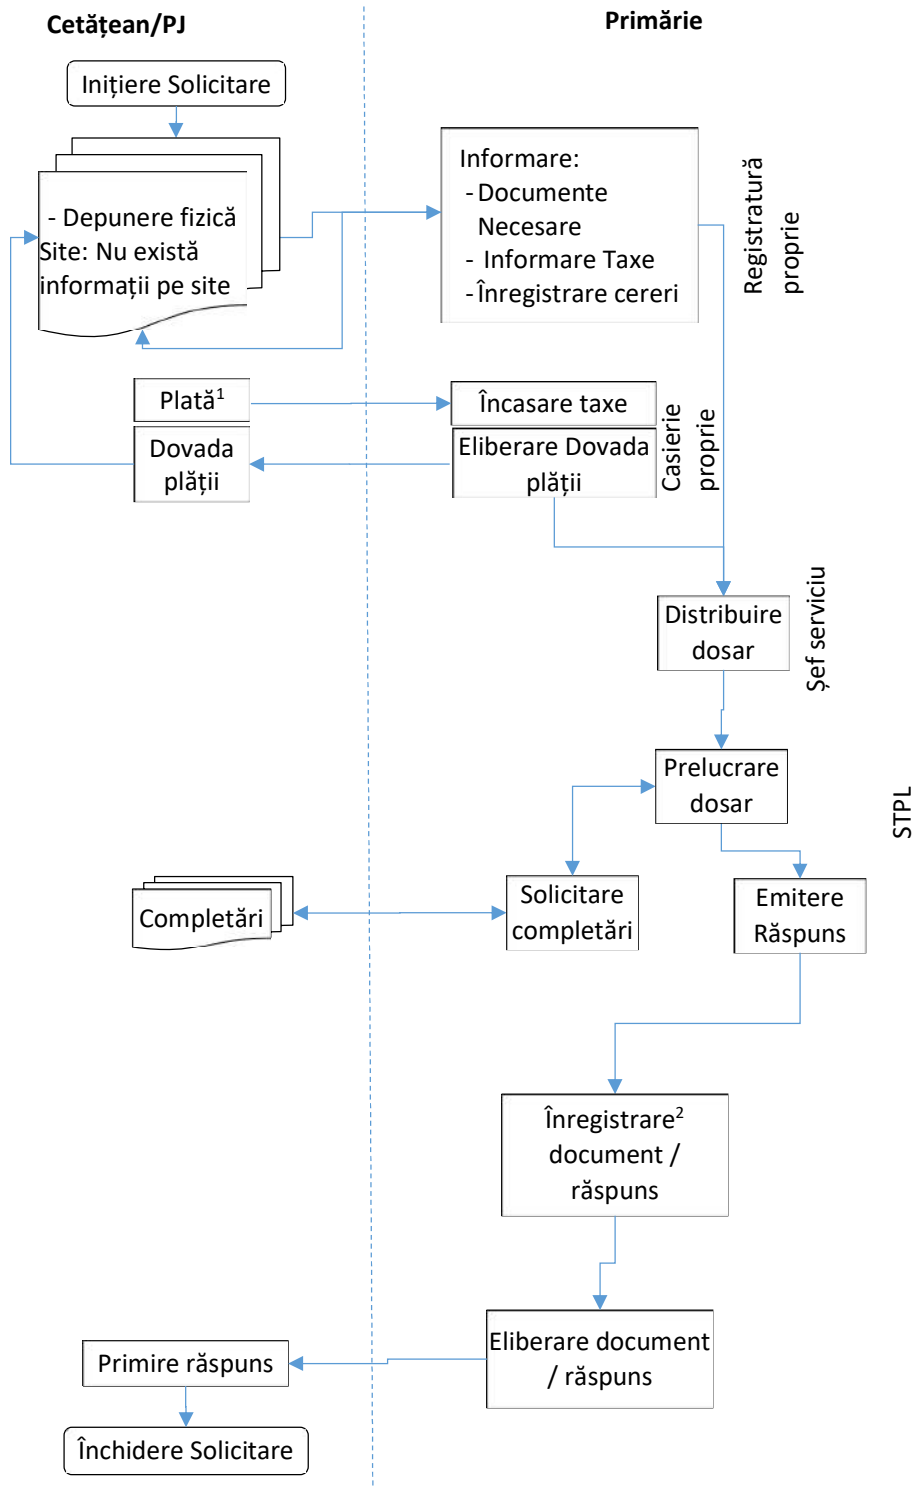 Cetățean/PJ
Primărie
Inițiere Solicitare
- Depunere fizică
Site: Nu există
informații pe site
Informare:
- Documente
Necesare
- Informare Taxe
- Înregistrare cereri
Registratură
proprie
Plată¹
Încasare taxe
Dovada
plății
Eliberare Dovada
plății
Casierie
proprie
Distribuire
dosar
Șef serviciu
Prelucrare
dosar
STPL
Completări
Solicitare
completări
Emitere
Răspuns
Înregistrare²
document /
răspuns
Eliberare document
/ răspuns
Primire răspuns
Închidere Solicitare